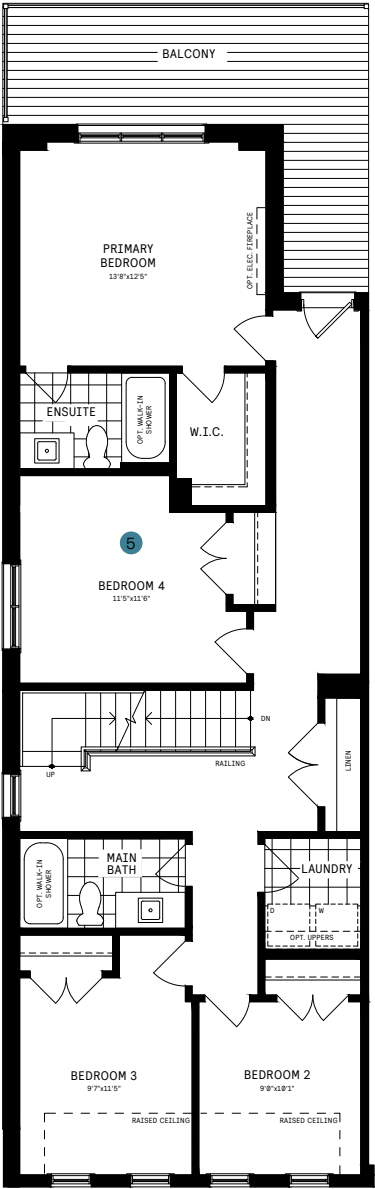 BALCONY
OPT. ELEC. FIREPLACE
PRIMARY
BEDROOM
13'8"x12'5"
ENSUITE
OPT. WALK-IN
SHOWER
W.I.C.
5
BEDROOM 4
11'5"x11'6"
DN
UP
RAILING
LINEN
OPT. WALK-IN
SHOWER
MAIN
BATH
LAUNDRY
D
W
OPT. UPPERS
BEDROOM 3
9'7"x11'5"
BEDROOM 2
9'0"x10'1"
RAISED CEILING
RAISED CEILING